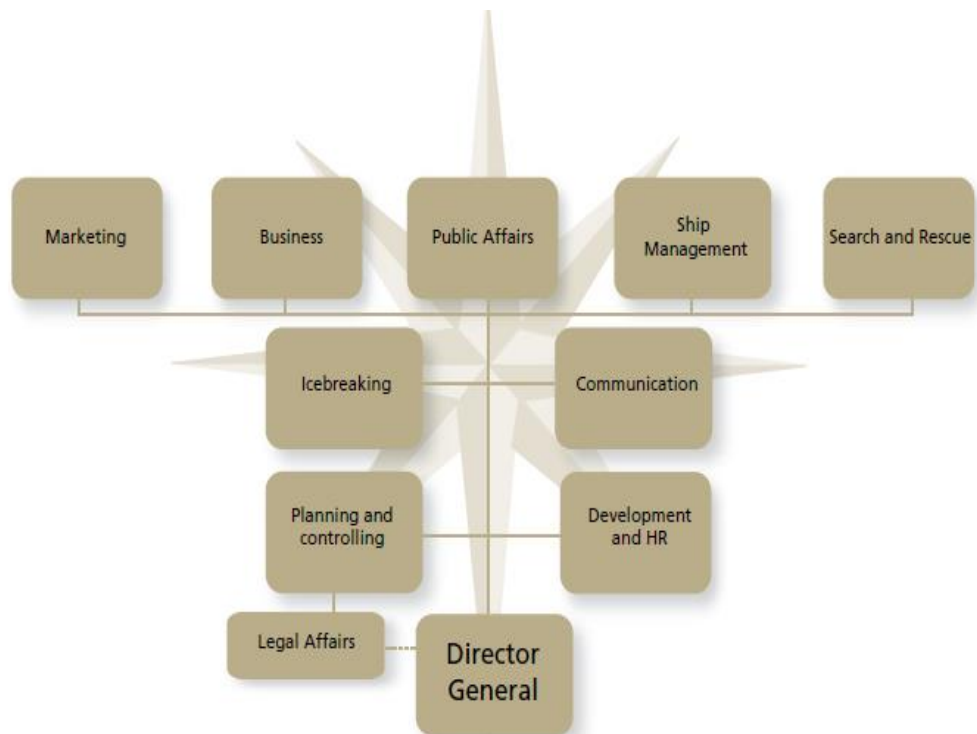 Marketing
Business
Public Affairs
Ship
Management
Search and Rescue
Icebreaking
Communication
Planning and
controlling
Development
and HR
Legal Affairs
Director
General